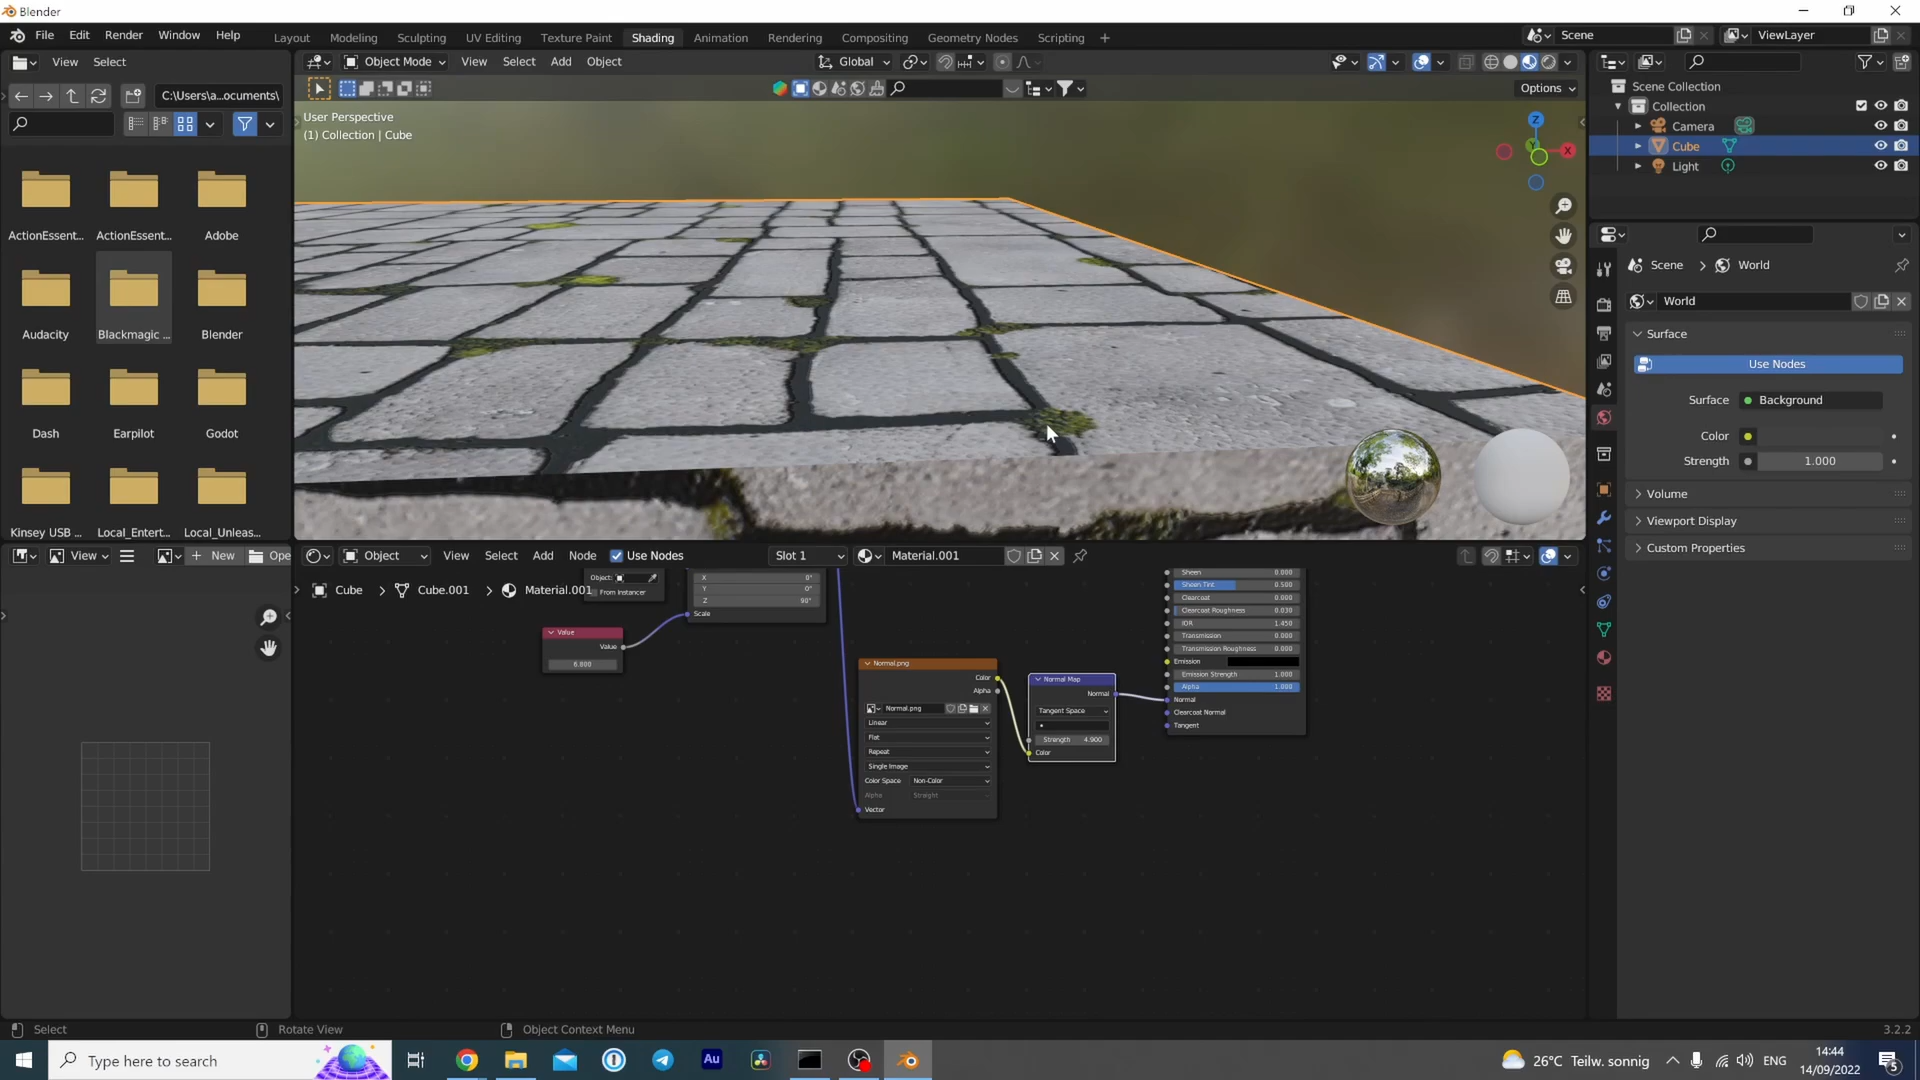 Blender
File Edit Render Window Help
Layout Modeling Sculpting UV Editing Texture Paint Shading Animation Rendering Compositing Geometry Nodes Scripting +
Scene
ViewLayer
View Select
Object Mode View Select Add Object
Global
C:\Users\a...ocuments\
Options
User Perspective
(1) Collection | Cube
Z
X
Scene Collection
Collection
Camera
Cube
Light
ActionEssent... ActionEssent... Adobe
Audacity Blackmagic ... Blender
Dash Earpilot Godot
Kinsey USB ... Local_Entert... Local_Unleas...
Scene > World
World
Surface
Use Nodes
Surface Background
Color
Strength 1.000
Volume
Viewport Display
Custom Properties
View + New Ope
Object View Select Add Node Use Nodes Slot 1 Material.001
Cube > Cube.001 > Material.001
Object:
From Instancer
X 0°
Y 0°
Z 90°
Scale
Value
Value
6.800
Normal.png
Color
Alpha
Normal.png
Linear
Flat
Repeat
Single Image
Color Space Non-Color
Alpha Straight
Vector
Normal Map
Normal
Tangent Space
Strength 4.900
Color
Sheen 0.000
Sheen Tint 0.500
Clearcoat 0.000
Clearcoat Roughness 0.030
IOR 1.450
Transmission 0.000
Transmission Roughness 0.000
Emission
Emission Strength 1.000
Alpha 1.000
Normal
Clearcoat Normal
Tangent
Select Rotate View Object Context Menu 3.2.2
Type here to search
Au
26°C Teilw. sonnig
ENG
14:44
14/09/2022
5